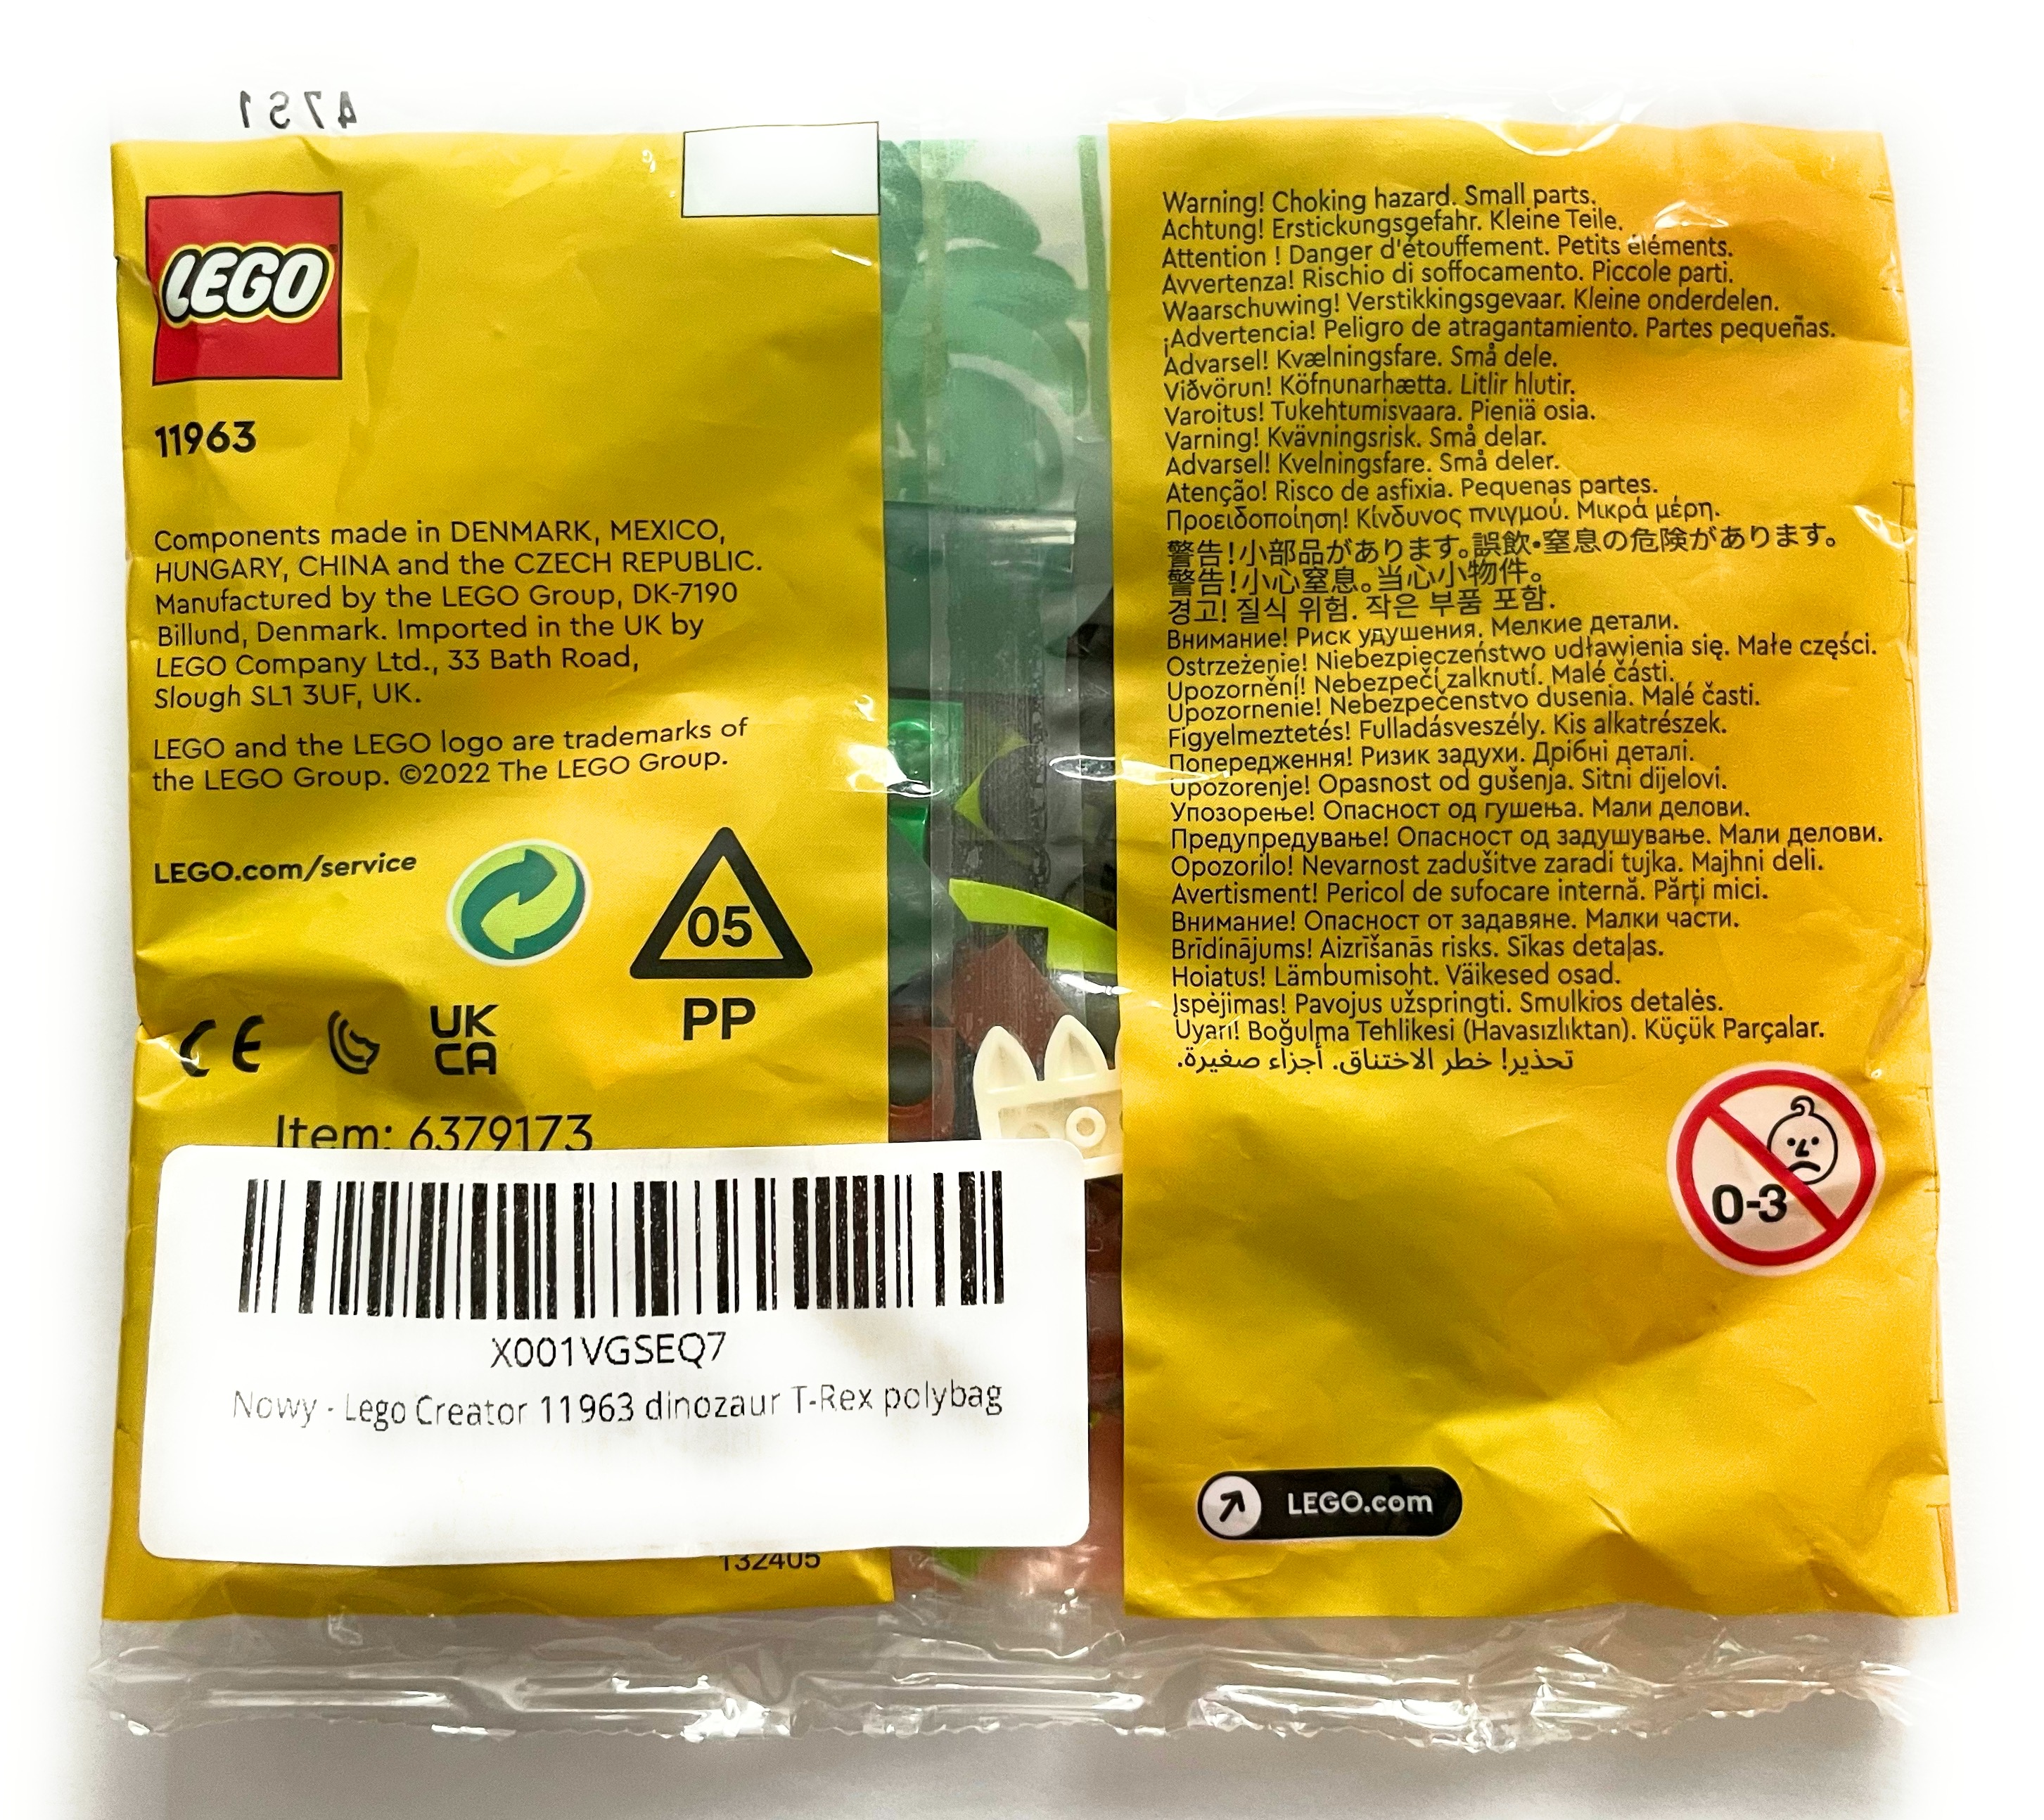 47S1
LEGO
11963
Components made in DENMARK, MEXICO,
HUNGARY, CHINA and the CZECH REPUBLIC.
Manufactured by the LEGO Group, DK-7190
Billund, Denmark. Imported in the UK by
LEGO Company Ltd., 33 Bath Road,
Slough SL1 3UF, UK.
LEGO and the LEGO logo are trademarks of
the LEGO Group. ©2022 The LEGO Group.
LEGO.com/service
05
PP
CE
UK
CA
Item: 6379173
X001VGSEQ7
Nowy - Lego Creator 11963 dinozaur T-Rex polybag
132405
Warning! Choking hazard. Small parts.
Achtung! Erstickungsgefahr. Kleine Teile.
Attention ! Danger d'étouffement. Petits éléments.
Avvertenza! Rischio di soffocamento. Piccole parti.
Waarschuwing! Verstikkingsgevaar. Kleine onderdelen.
¡Advertencia! Peligro de atragantamiento. Partes pequeñas.
Advarsel! Kvælningsfare. Små dele.
Viðvörun! Köfnunarhætta. Litlir hlutir.
Varoitus! Tukehtumisvaara. Pieniä osia.
Varning! Kvävningsrisk. Små delar.
Advarsel! Kvelningsfare. Små deler.
Atenção! Risco de asfixia. Pequenas partes.
Προειδοποίηση! Κίνδυνος πνιγμού. Μικρά μέρη.
警告!小部品があります。誤飲•窒息の危険があります。
警告!小心窒息。当心小物件。
경고! 질식 위험. 작은 부품 포함.
Внимание! Риск удушения. Мелкие детали.
Ostrzeżenie! Niebezpieczeństwo udławienia się. Małe części.
Upozornění! Nebezpečí zalknutí. Malé části.
Upozornenie! Nebezpečenstvo dusenia. Malé časti.
Figyelmeztetés! Fulladásveszély. Kis alkatrészek.
Попередження! Ризик задухи. Дрібні деталі.
Upozorenje! Opasnost od gušenja. Sitni dijelovi.
Упозорење! Опасност од гушења. Мали делови.
Предупредување! Опасност од задушување. Мали делови.
Opozorilo! Nevarnost zadušitve zaradi tujka. Majhni deli.
Avertisment! Pericol de sufocare internă. Părți mici.
Внимание! Опасност от задавяне. Малки части.
Brīdinājums! Aizrīšanās risks. Sīkas detaļas.
Hoiatus! Lämbumisoht. Väikesed osad.
Įspėjimas! Pavojus užspringti. Smulkios detalės.
Uyarı! Boğulma Tehlikesi (Havasızlıktan). Küçük Parçalar.
تحذير! خطر الاختناق. أجزاء صغيرة.
0-3
LEGO.com